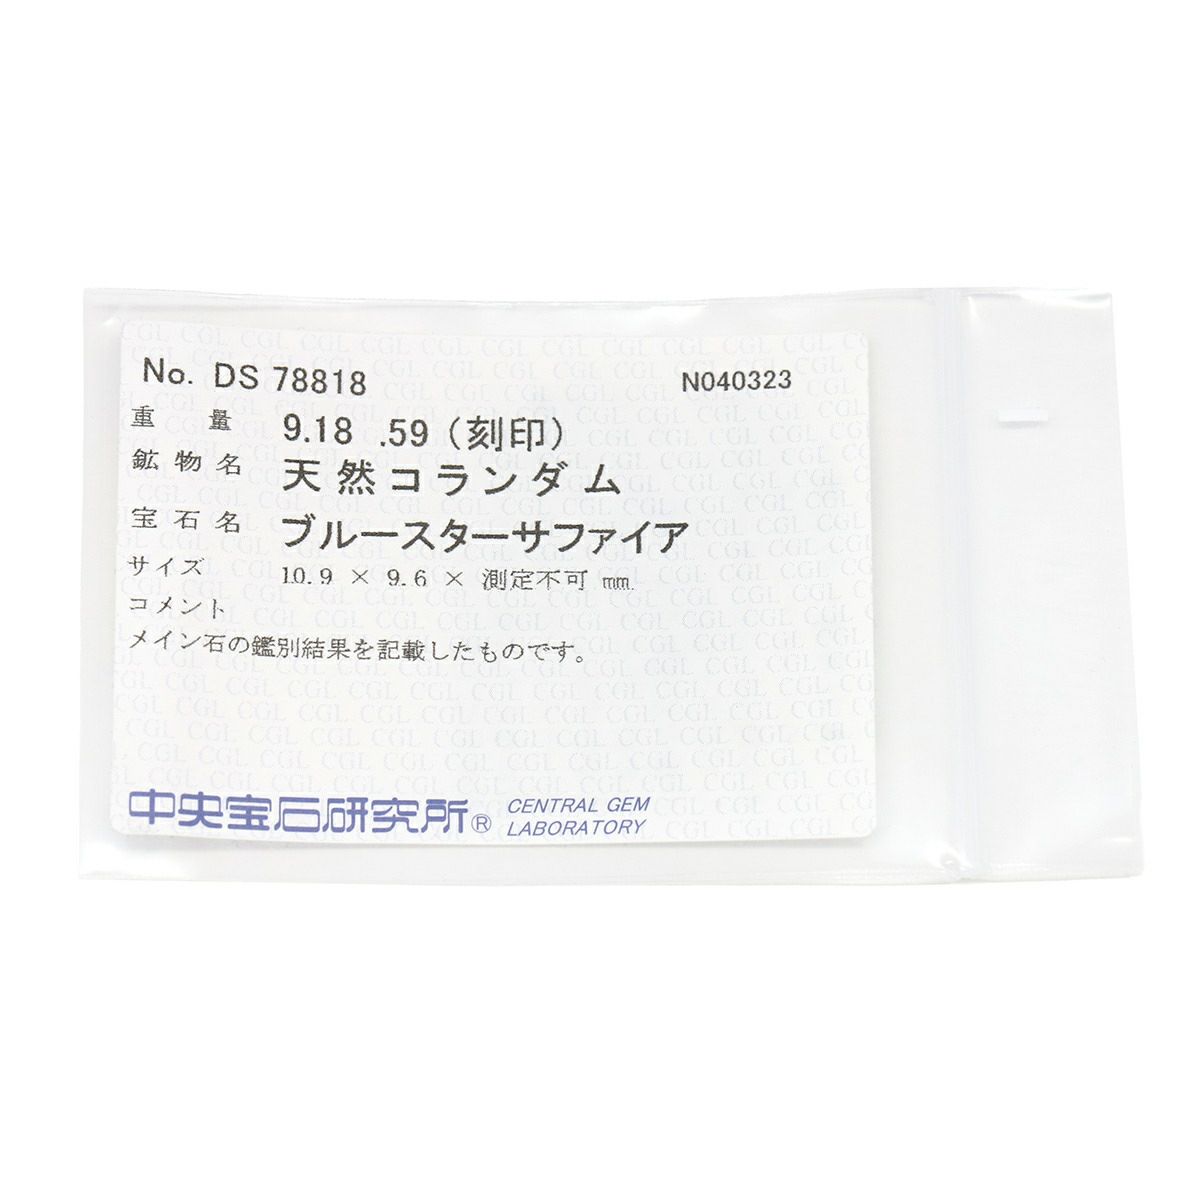 No. DS 78818 N040323
重量 9.18 .59 (刻印)
鉱物名 天然コランダム
宝石名 ブルースターサファイア
サイズ 10.9 × 9.6 × 測定不可 mm
コメント
メイン石の鑑別結果を記載したものです。
中央宝石研究所® CENTRAL GEM
LABORATORY